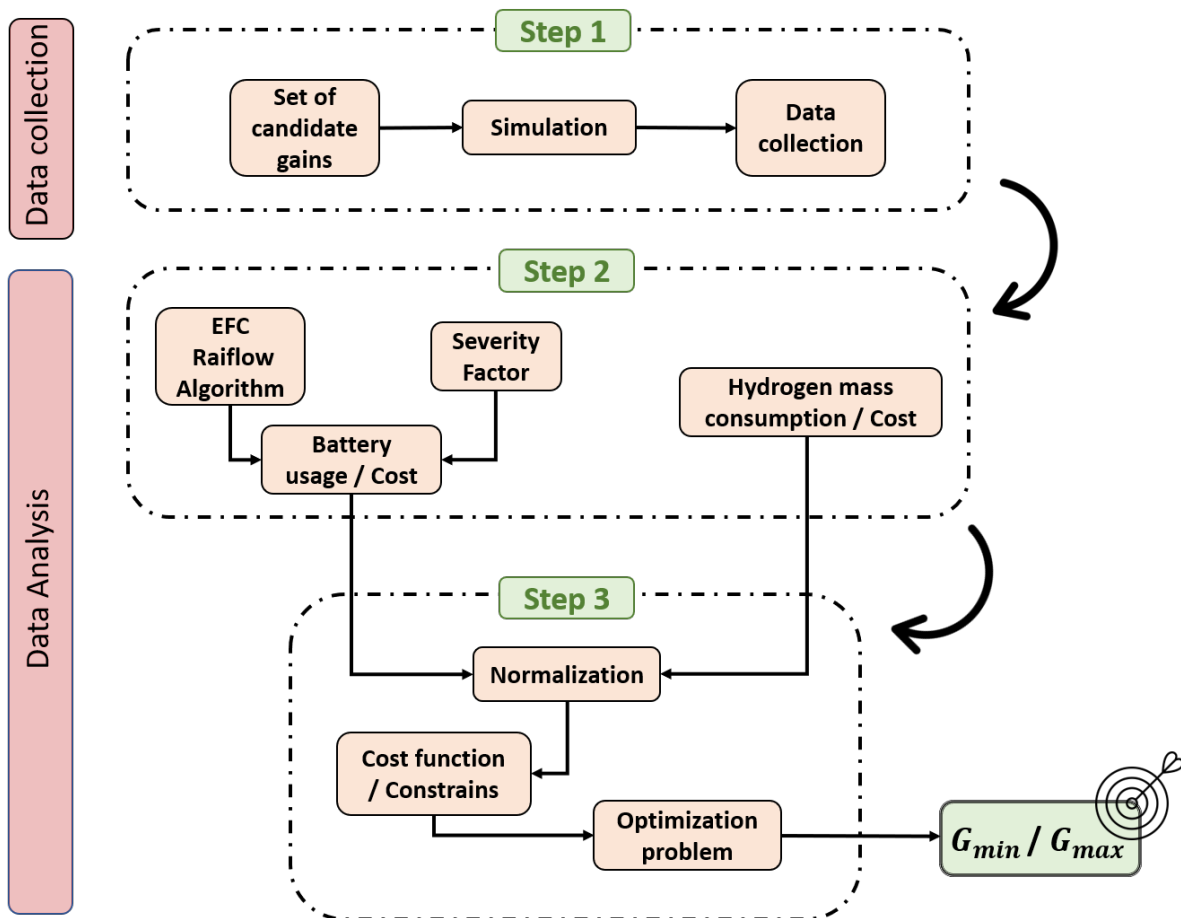 Data collection
Step 1
Set of
candidate
gains
Simulation
Data
collection
Data Analysis
Step 2
EFC
Raiflow
Algorithm
Severity
Factor
Hydrogen mass
consumption / Cost
Battery
usage / Cost
Step 3
Normalization
Cost function
/ Constrains
Optimization
problem
G_min / G_max